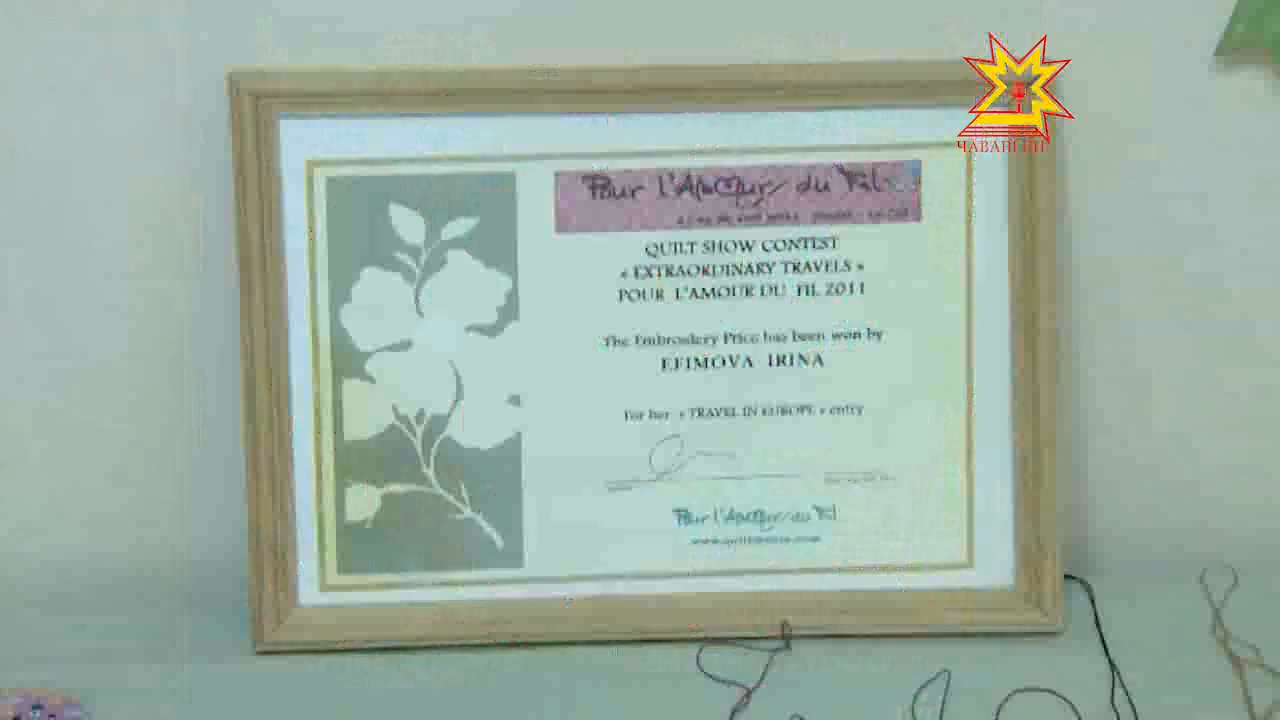 ЧАВАШ ЕН
Pour l'Amour du Fil
QUILT SHOW CONTEST
« EXTRAORDINARY TRAVELS »
POUR L'AMOUR DU FIL 2011
The Embroidery Price has been won by
EFIMOVA IRINA
For her « TRAVEL IN EUROPE » entry
Pour l'Amour du Fil